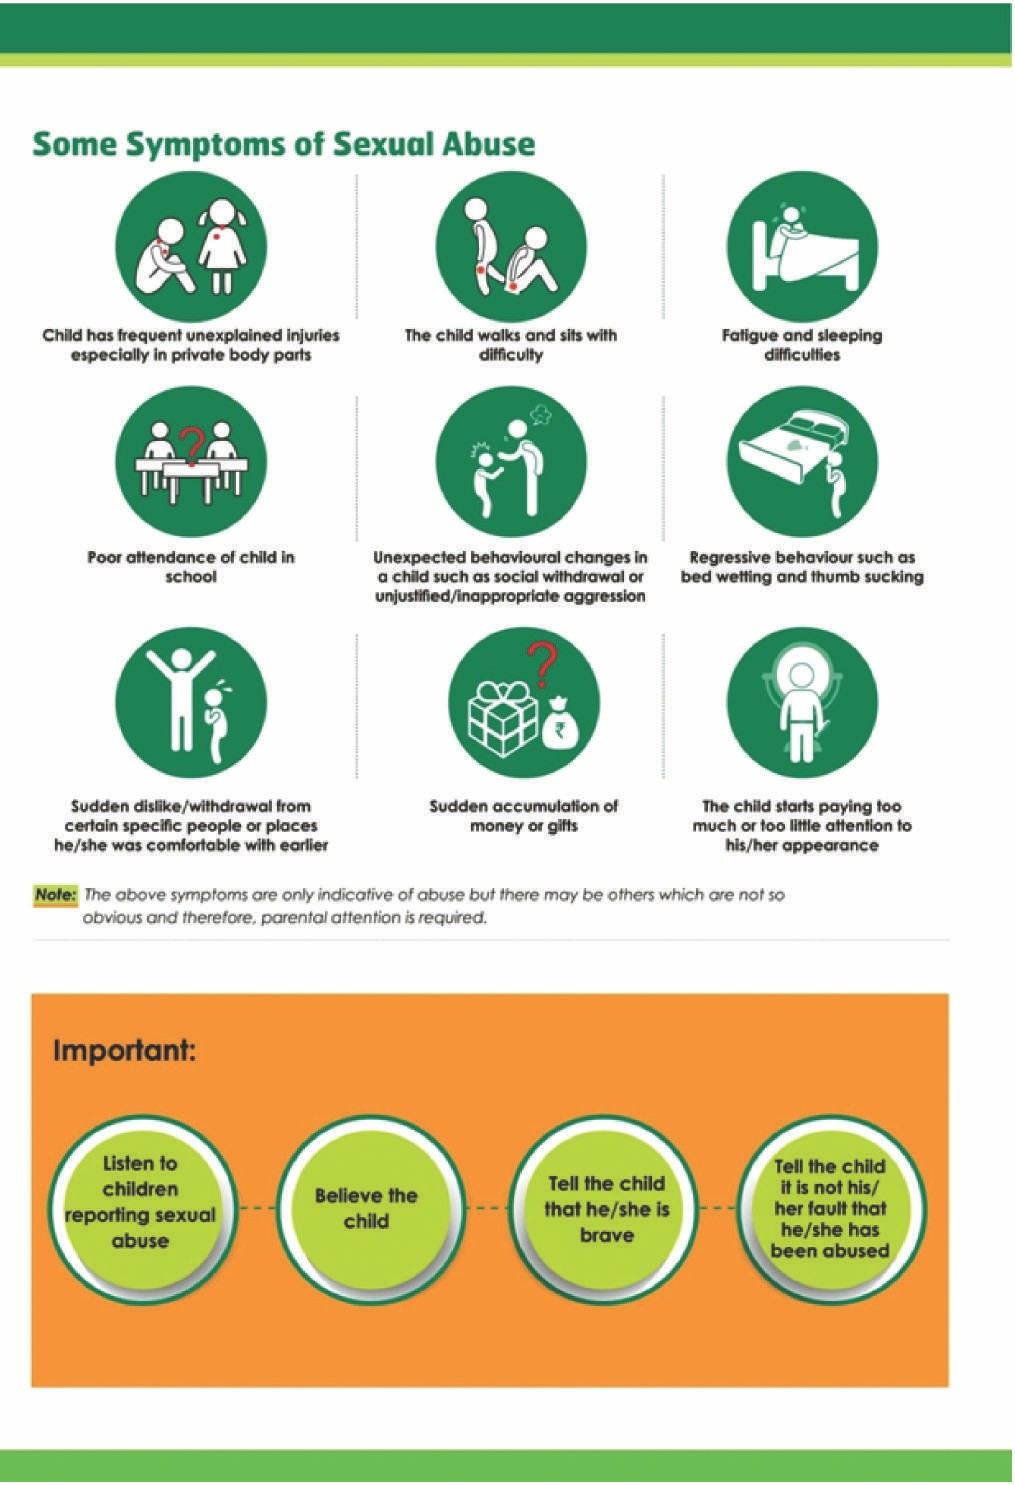 Some Symptoms of Sexual Abuse
Child has frequent unexplained injuries
especially in private body parts
The child walks and sits with
difficulty
Fatigue and sleeping
difficulties
?
Poor attendance of child in
school
Unexpected behavioural changes in
a child such as social withdrawal or
unjustified/inappropriate aggression
Regressive behaviour such as
bed wetting and thumb sucking
Sudden dislike/withdrawal from
certain specific people or places
he/she was comfortable with earlier
?
₹
Sudden accumulation of
money or gifts
The child starts paying too
much or too little attention to
his/her appearance
Note: The above symptoms are only indicative of abuse but there may be others which are not so
obvious and therefore, parental attention is required.
Important:
Listen to
children
reporting sexual
abuse
Believe the
child
Tell the child
that he/she is
brave
Tell the child
it is not his/
her fault that
he/she has
been abused